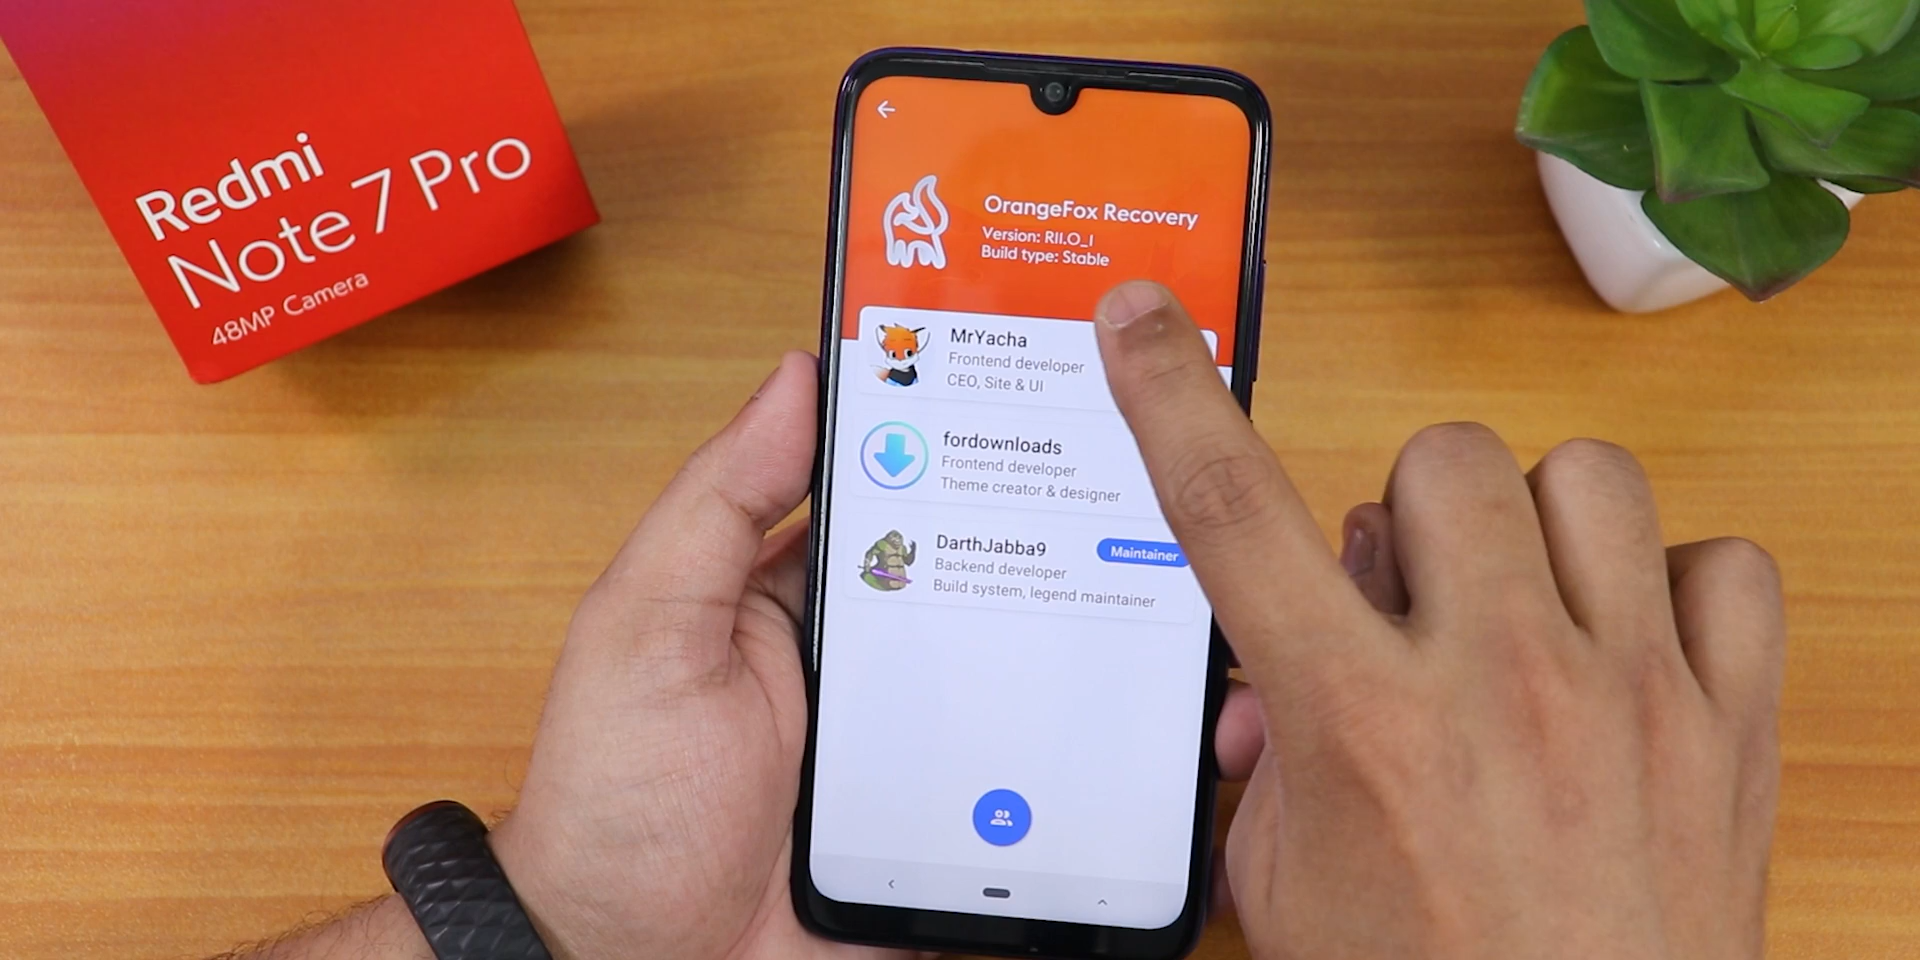 Redmi
Note 7 Pro
48MP Camera
OrangeFox Recovery
Version: R11.0_1
Build type: Stable
MrYacha
Frontend developer
CEO, Site & UI
fordownloads
Frontend developer
Theme creator & designer
DarthJabba9
Maintainer
Backend developer
Build system, legend maintainer